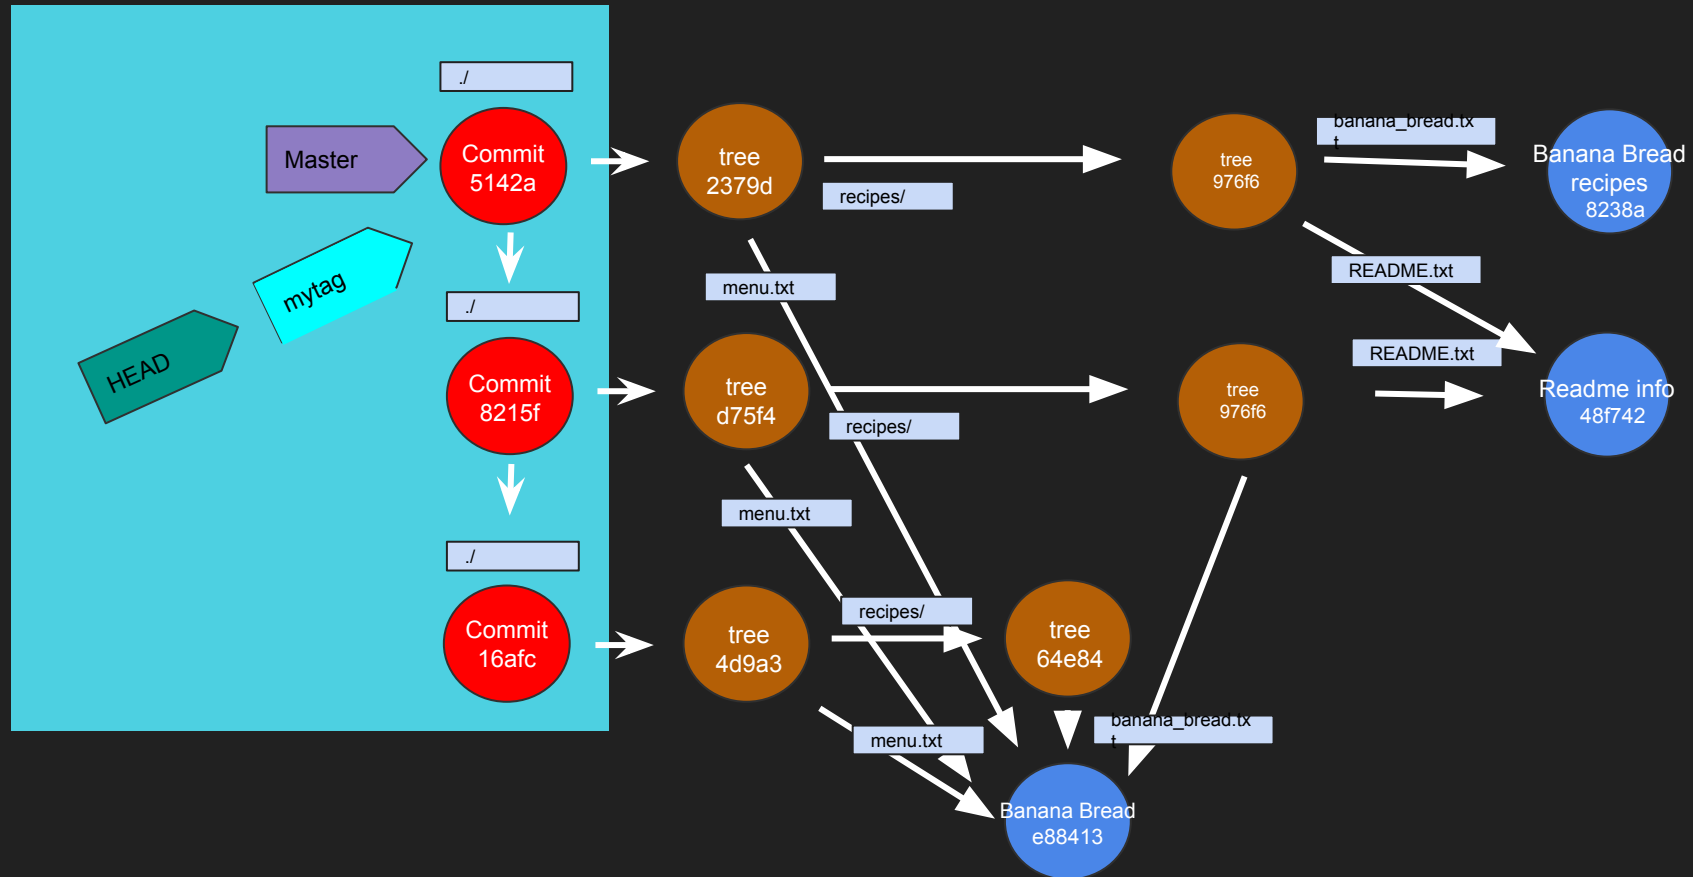 ./
Master
Commit
5142a
tree
2379d
recipes/
tree
976f6
banana_bread.tx
t
Banana Bread
recipes
8238a
mytag
HEAD
menu.txt
README.txt
./
Commit
8215f
tree
d75f4
recipes/
tree
976f6
README.txt
Readme info
48f742
menu.txt
./
Commit
16afc
tree
4d9a3
recipes/
tree
64e84
menu.txt
banana_bread.tx
t
Banana Bread
e88413